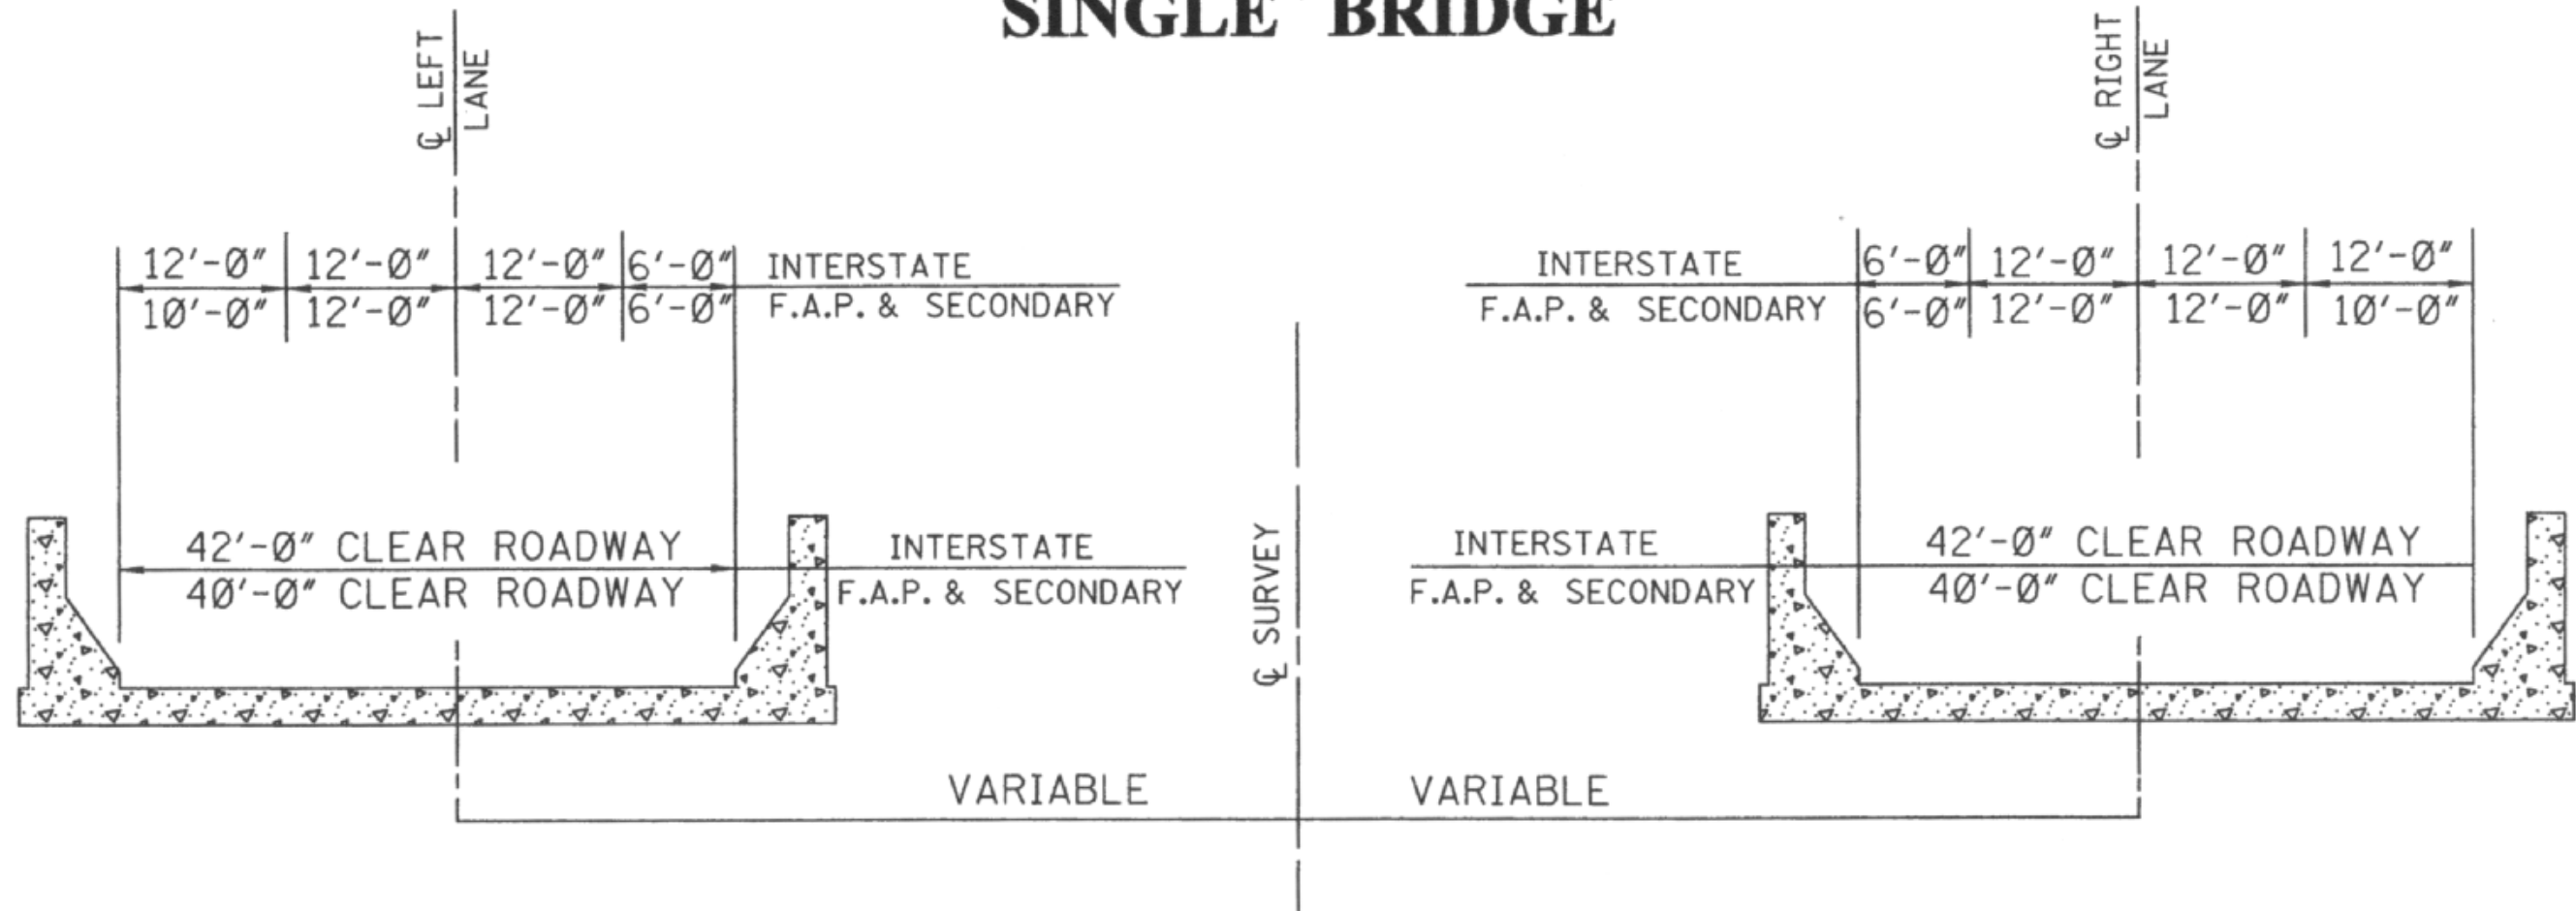 SINGLE BRIDGE
℄ LEFT
LANE
℄ RIGHT
LANE
12'-0" 12'-0" 12'-0" 6'-0" INTERSTATE
10'-0" 12'-0" 12'-0" 6'-0" F.A.P. & SECONDARY
INTERSTATE 6'-0" 12'-0" 12'-0" 12'-0"
F.A.P. & SECONDARY 6'-0" 12'-0" 12'-0" 10'-0"
42'-0" CLEAR ROADWAY INTERSTATE
40'-0" CLEAR ROADWAY F.A.P. & SECONDARY
℄ SURVEY
INTERSTATE 42'-0" CLEAR ROADWAY
F.A.P. & SECONDARY 40'-0" CLEAR ROADWAY
VARIABLE VARIABLE